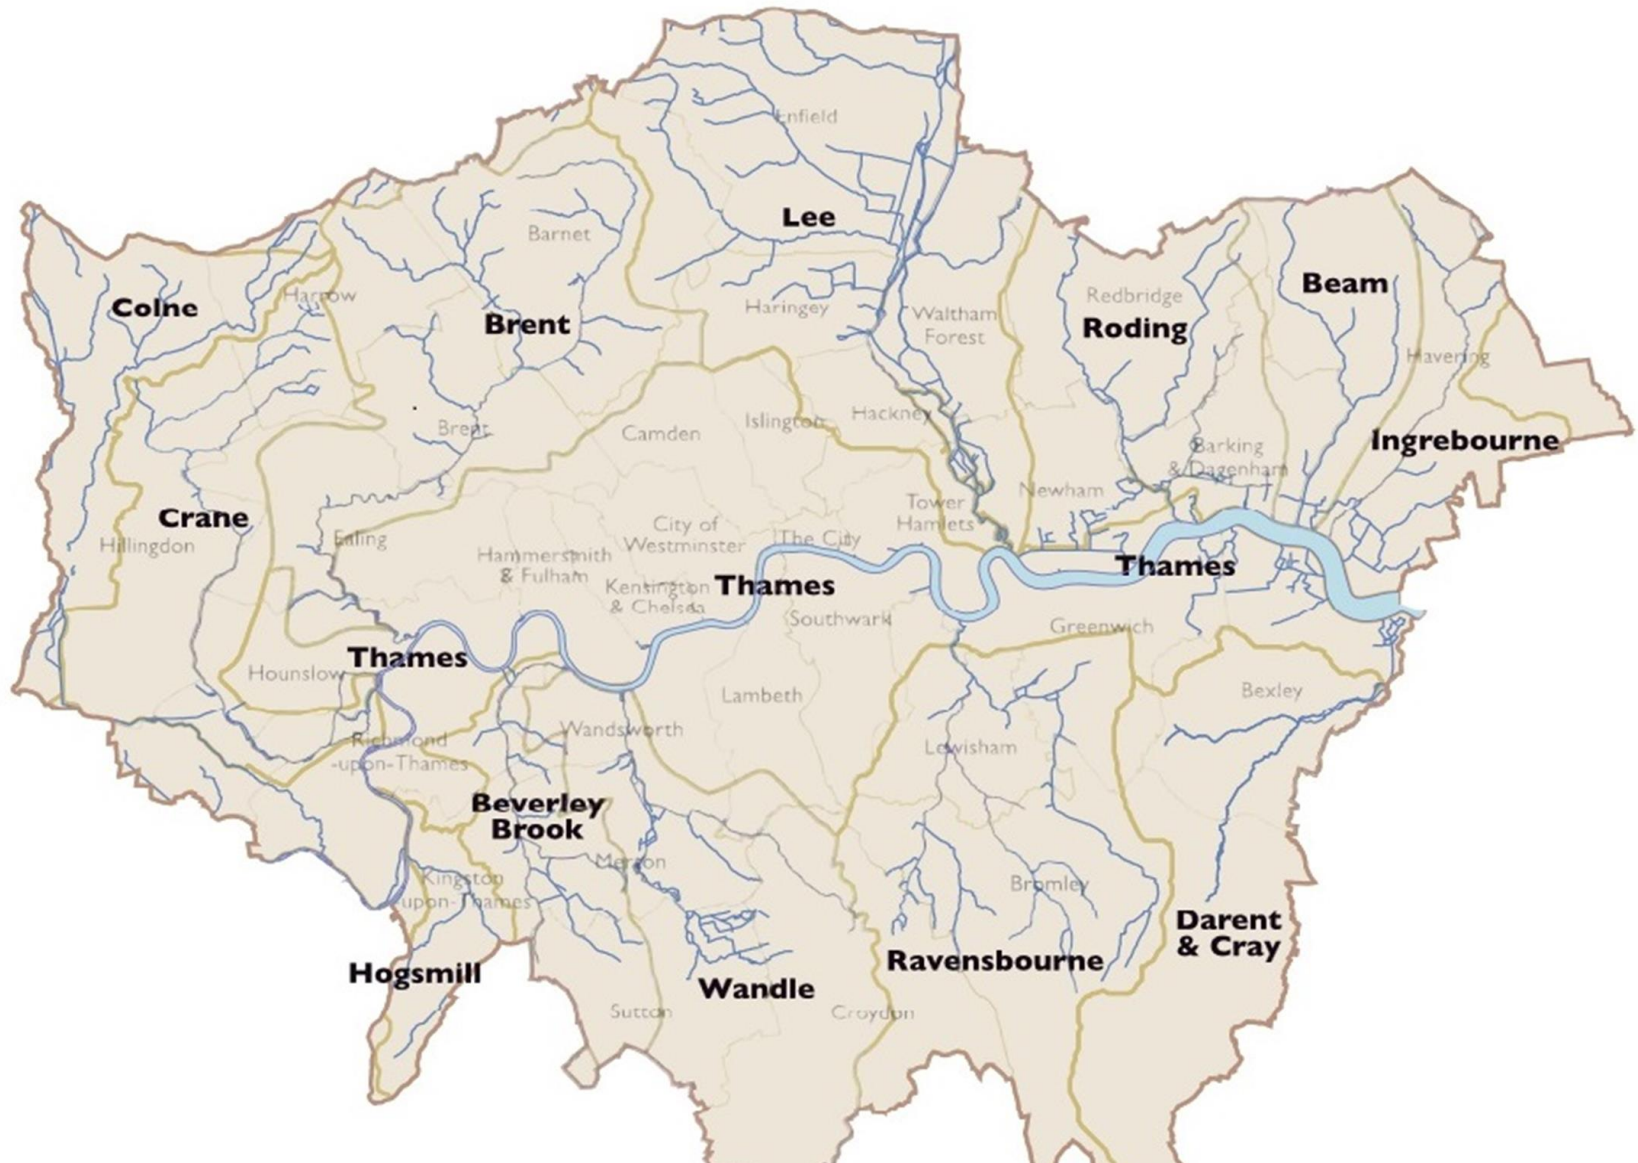 Enfield
Lee
Barnet
Colne
Harrow
Brent
Haringey
Waltham
Forest
Redbridge
Roding
Beam
Havering
Brent
Camden
Islington
Hackney
Barking
& Dagenham
Ingrebourne
Crane
Hillingdon
Ealing
Hammersmith
& Fulham
City of
Westminster
Kensington
& Chelsea
The City
Tower
Hamlets
Newham
Thames
Thames
Southwark
Greenwich
Thames
Hounslow
Lambeth
Bexley
Richmond
-upon-Thames
Wandsworth
Lewisham
Beverley
Brook
Merton
Kingston
-upon-Thames
Bromley
Darent
& Cray
Hogsmill
Wandle
Ravensbourne
Sutton
Croydon